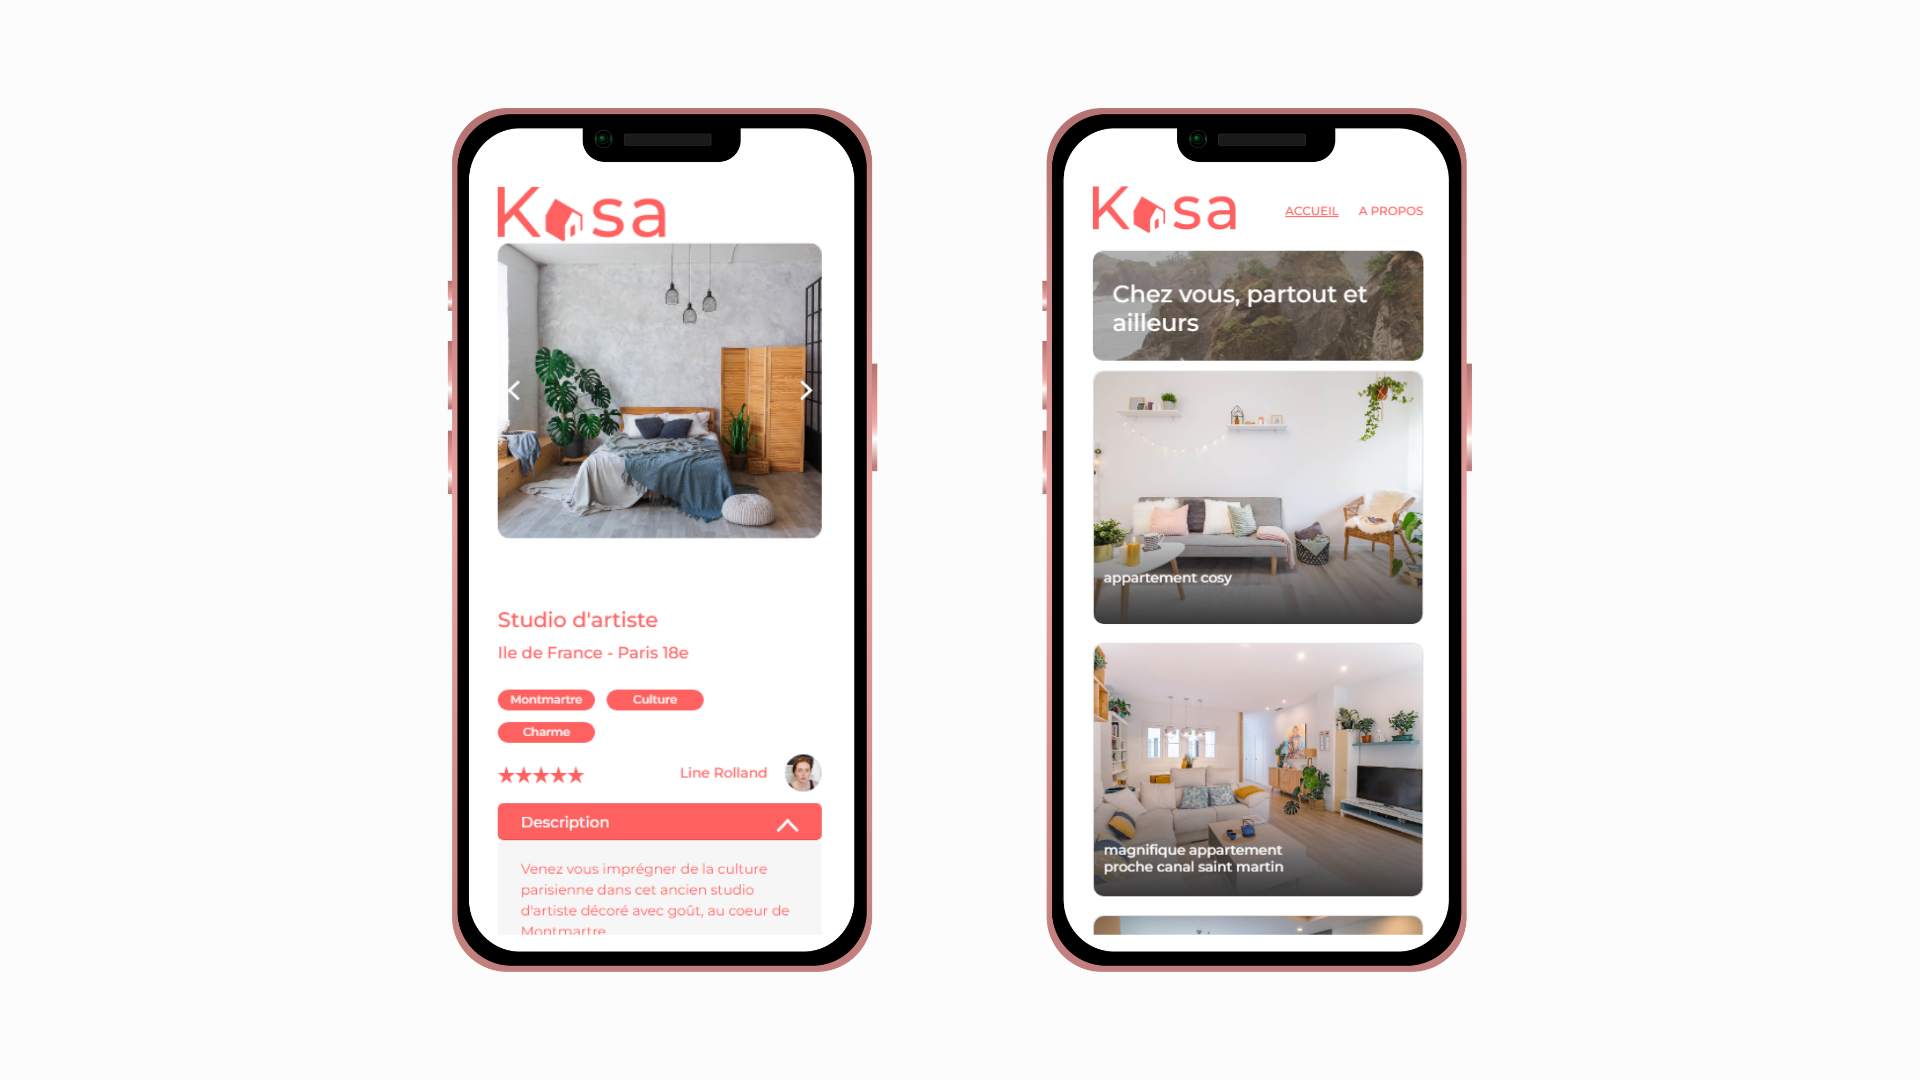 Kasa
Studio d'artiste
Ile de France - Paris 18e
Montmartre
Culture
Charme
★★★★★
Line Rolland
Description
Venez vous imprégner de la culture
parisienne dans cet ancien studio
d'artiste décoré avec goût, au coeur de
Montmartre
Kasa
ACCUEIL
A PROPOS
Chez vous, partout et
ailleurs
appartement cosy
magnifique appartement
proche canal saint martin